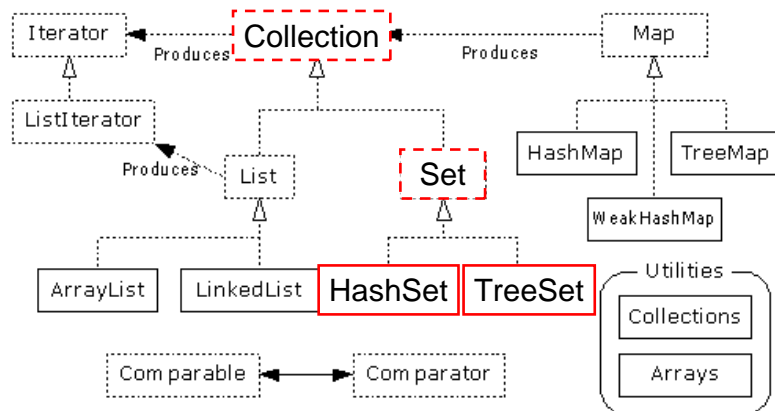 Iterator
Produces
Collection
Produces
Map
ListIterator
Produces
List
Set
HashMap
TreeMap
WeakHashMap
ArrayList
LinkedList
HashSet
TreeSet
Utilities
Collections
Arrays
Comparable
Comparator